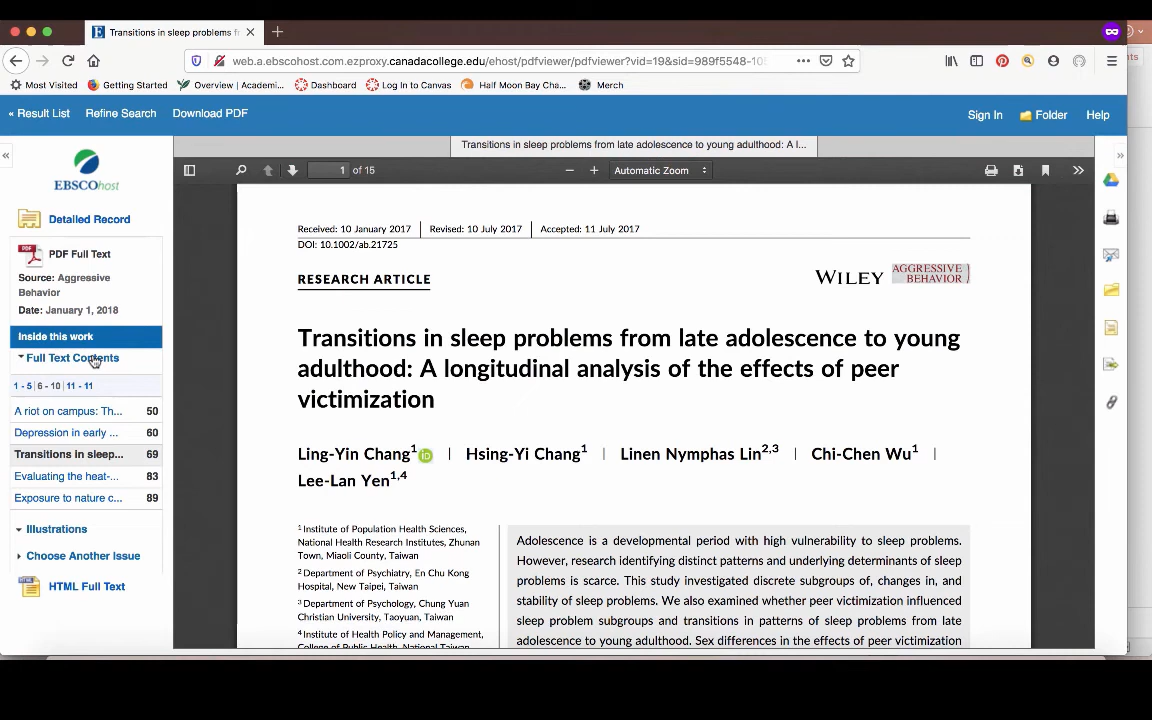 Transitions in sleep problems f
web.a.ebscohost.com.ezproxy.canadacollege.edu/ehost/pdfviewer/pdfviewer?vid=19&sid=989f5548-105
Most Visited Getting Started Overview | Academi... Dashboard Log In to Canvas Half Moon Bay Cha... Merch
« Result List Refine Search Download PDF Sign In Folder Help
Transitions in sleep problems from late adolescence to young adulthood: A l...
1 of 15 Automatic Zoom
EBSCOhost
Detailed Record
PDF Full Text
Source: Aggressive
Behavior
Date: January 1, 2018
Inside this work
Full Text Contents
1 - 5 | 6 - 10 | 11 - 11
A riot on campus: Th... 50
Depression in early ... 60
Transitions in sleep... 69
Evaluating the heat-... 83
Exposure to nature c... 89
Illustrations
Choose Another Issue
HTML Full Text
Received: 10 January 2017 | Revised: 10 July 2017 | Accepted: 11 July 2017
DOI: 10.1002/ab.21725
RESEARCH ARTICLE
WILEY AGGRESSIVE
BEHAVIOR
Transitions in sleep problems from late adolescence to young
adulthood: A longitudinal analysis of the effects of peer
victimization
Ling-Yin Chang1 iD | Hsing-Yi Chang1 | Linen Nymphas Lin2,3 | Chi-Chen Wu1 |
Lee-Lan Yen1,4
1 Institute of Population Health Sciences,
National Health Research Institutes, Zhunan
Town, Miaoli County, Taiwan
2 Department of Psychiatry, En Chu Kong
Hospital, New Taipei, Taiwan
3 Department of Psychology, Chung Yuan
Christian University, Taoyuan, Taiwan
4 Institute of Health Policy and Management,
College of Public Health, National Taiwan
Adolescence is a developmental period with high vulnerability to sleep problems.
However, research identifying distinct patterns and underlying determinants of sleep
problems is scarce. This study investigated discrete subgroups of, changes in, and
stability of sleep problems. We also examined whether peer victimization influenced
sleep problem subgroups and transitions in patterns of sleep problems from late
adolescence to young adulthood. Sex differences in the effects of peer victimization